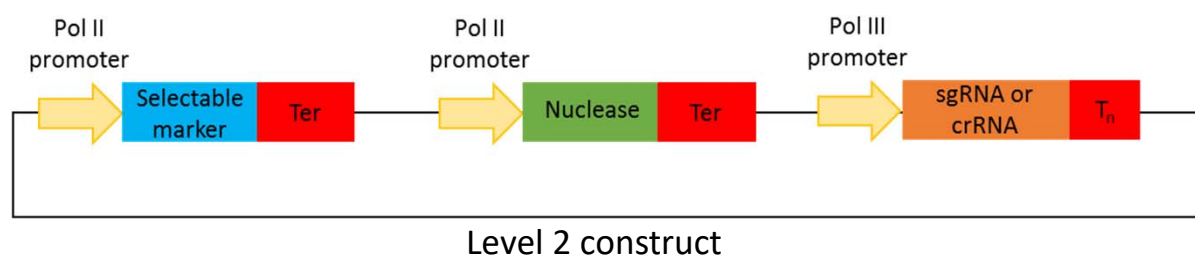 Pol II
promoter
Selectable
marker
Ter
Pol II
promoter
Nuclease
Ter
Pol III
promoter
sgRNA or
crRNA
Tn
Level 2 construct